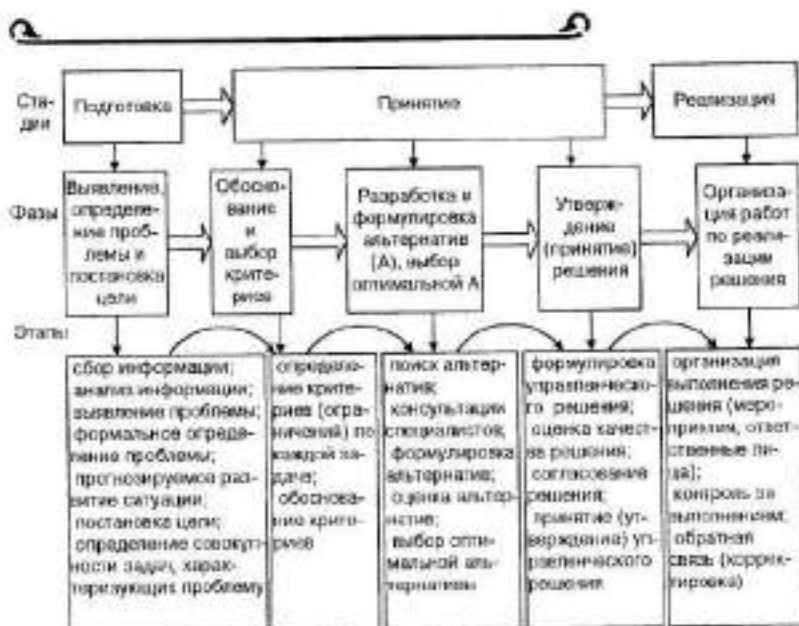 Ста-
дии
Подготовка
Принятие
Реализация
Фазы
Выявление,
определе-
ние проб-
лемы и
постановка
цели
Обосно-
вание
и
выбор
крите-
риев
Разработка и
формулировка
альтернатив
(А), выбор
оптимальной А
Утверж-
дение
(принятие)
решения
Организа-
ция работ
по реали-
зации
решения
Этапы
сбор информации;
анализ информации;
выявление проблемы;
формальное опреде-
ление проблемы;
прогнозируемое раз-
витие ситуации;
постановка цели;
определение совокуп-
ности задач, харак-
теризующих проблему
определе-
ние крите-
риев (огра-
ничений) по
каждой за-
даче;
обоснова-
ние крите-
риев
поиск альтер-
натив;
консультации
специалистов;
формулировка
альтернатив;
оценка альтер-
натив;
выбор опти-
мальной аль-
тернативы
формулировка
управленческо-
го решения;
оценка качест-
ва решения;
согласование
решения;
принятие (ут-
верждение) уп-
равленческого
решения
организация
выполнения ре-
шения (меро-
приятия, ответ-
ственные ли-
ца);
контроль за
выполнением;
обратная
связь (коррек-
тировка)